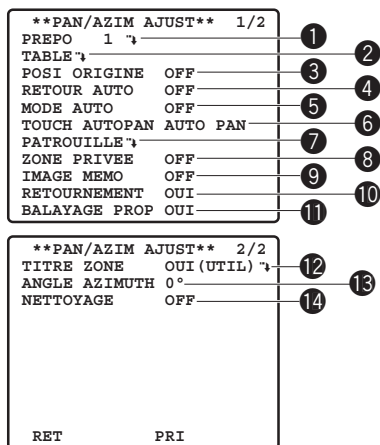 **PAN/AZIM AJUST** 1/2
PREPO 1 ↴ 1
TABLE ↴ 2
POSI ORIGINE OFF 3
RETOUR AUTO OFF 4
MODE AUTO OFF 5
TOUCH AUTOPAN AUTO PAN 6
PATROUILLE ↴ 7
ZONE PRIVEE OFF 8
IMAGE MEMO OFF 9
RETOURNEMENT OUI 10
BALAYAGE PROP OUI 11
**PAN/AZIM AJUST** 2/2
TITRE ZONE OUI(UTIL) ↴ 12
ANGLE AZIMUTH 0° 13
NETTOYAGE OFF 14
RET PRI